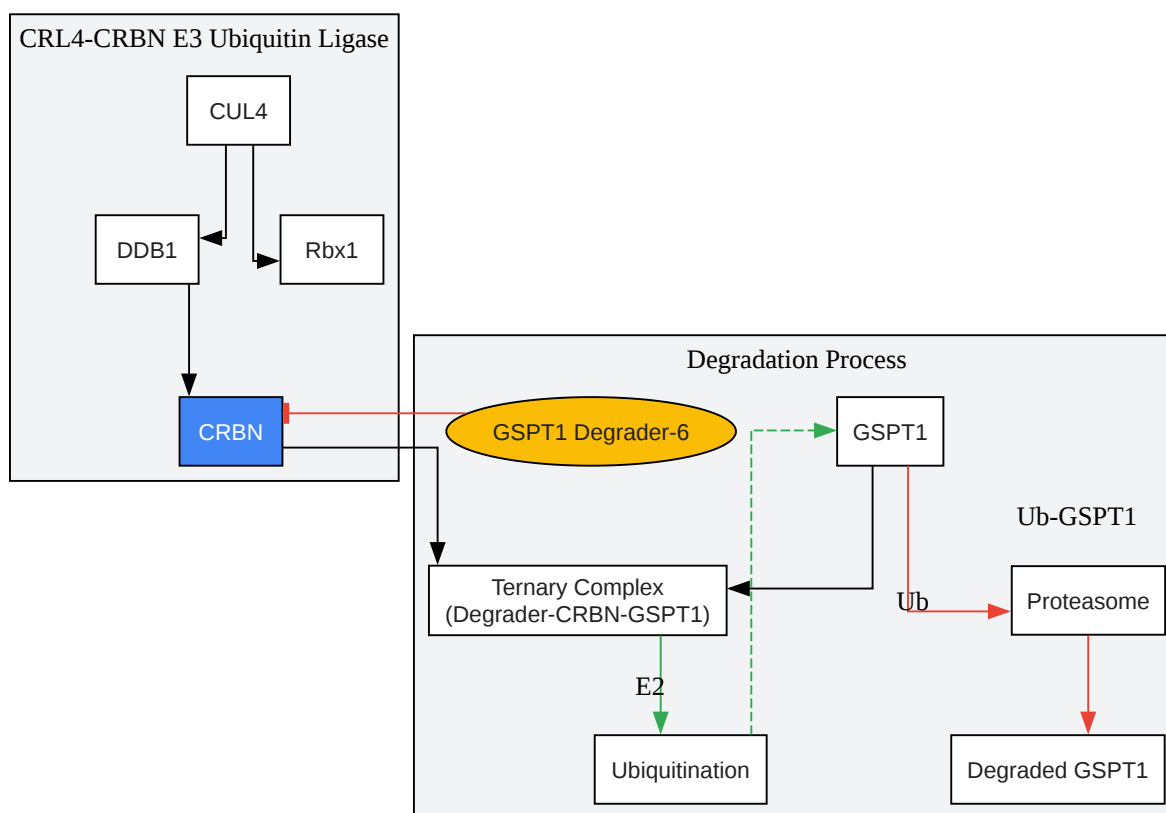 CRL4-CRBN E3 Ubiquitin Ligase
CUL4
DDB1
Rbx1
CRBN
Degradation Process
GSPT1 Degrader-6
GSPT1
Ub-GSPT1
Ternary Complex
(Degrader-CRBN-GSPT1)
Ub
Proteasome
E2
Ubiquitination
Degraded GSPT1